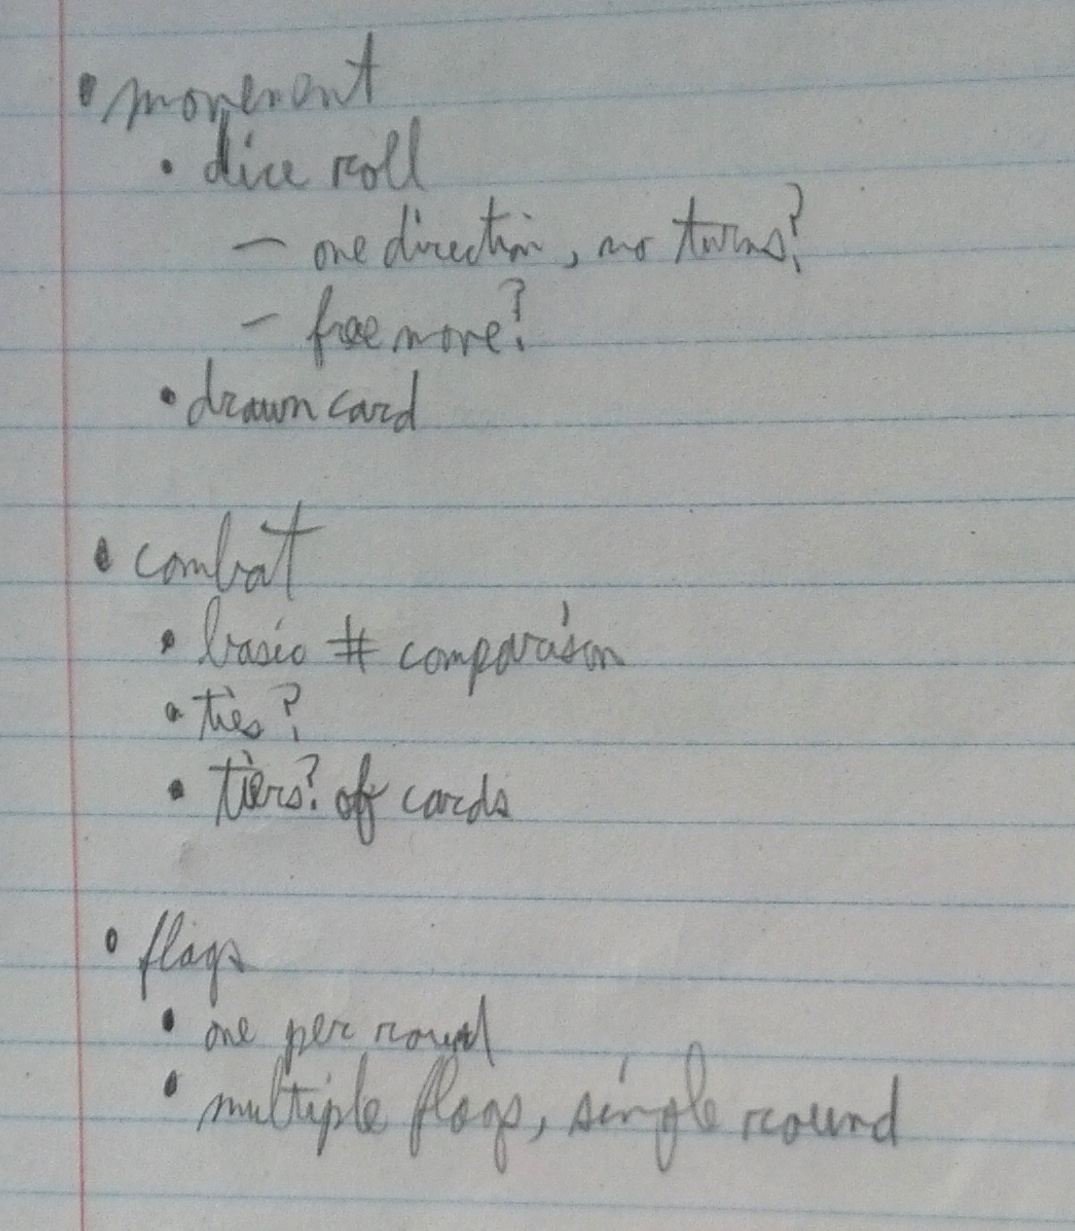 • movement
• dice roll
– one direction, no turns?
– free move?
• drawn card
• combat
• basic # comparison
• ties?
• tiers? of cards
• flags
• one per round
• multiple flags, single round